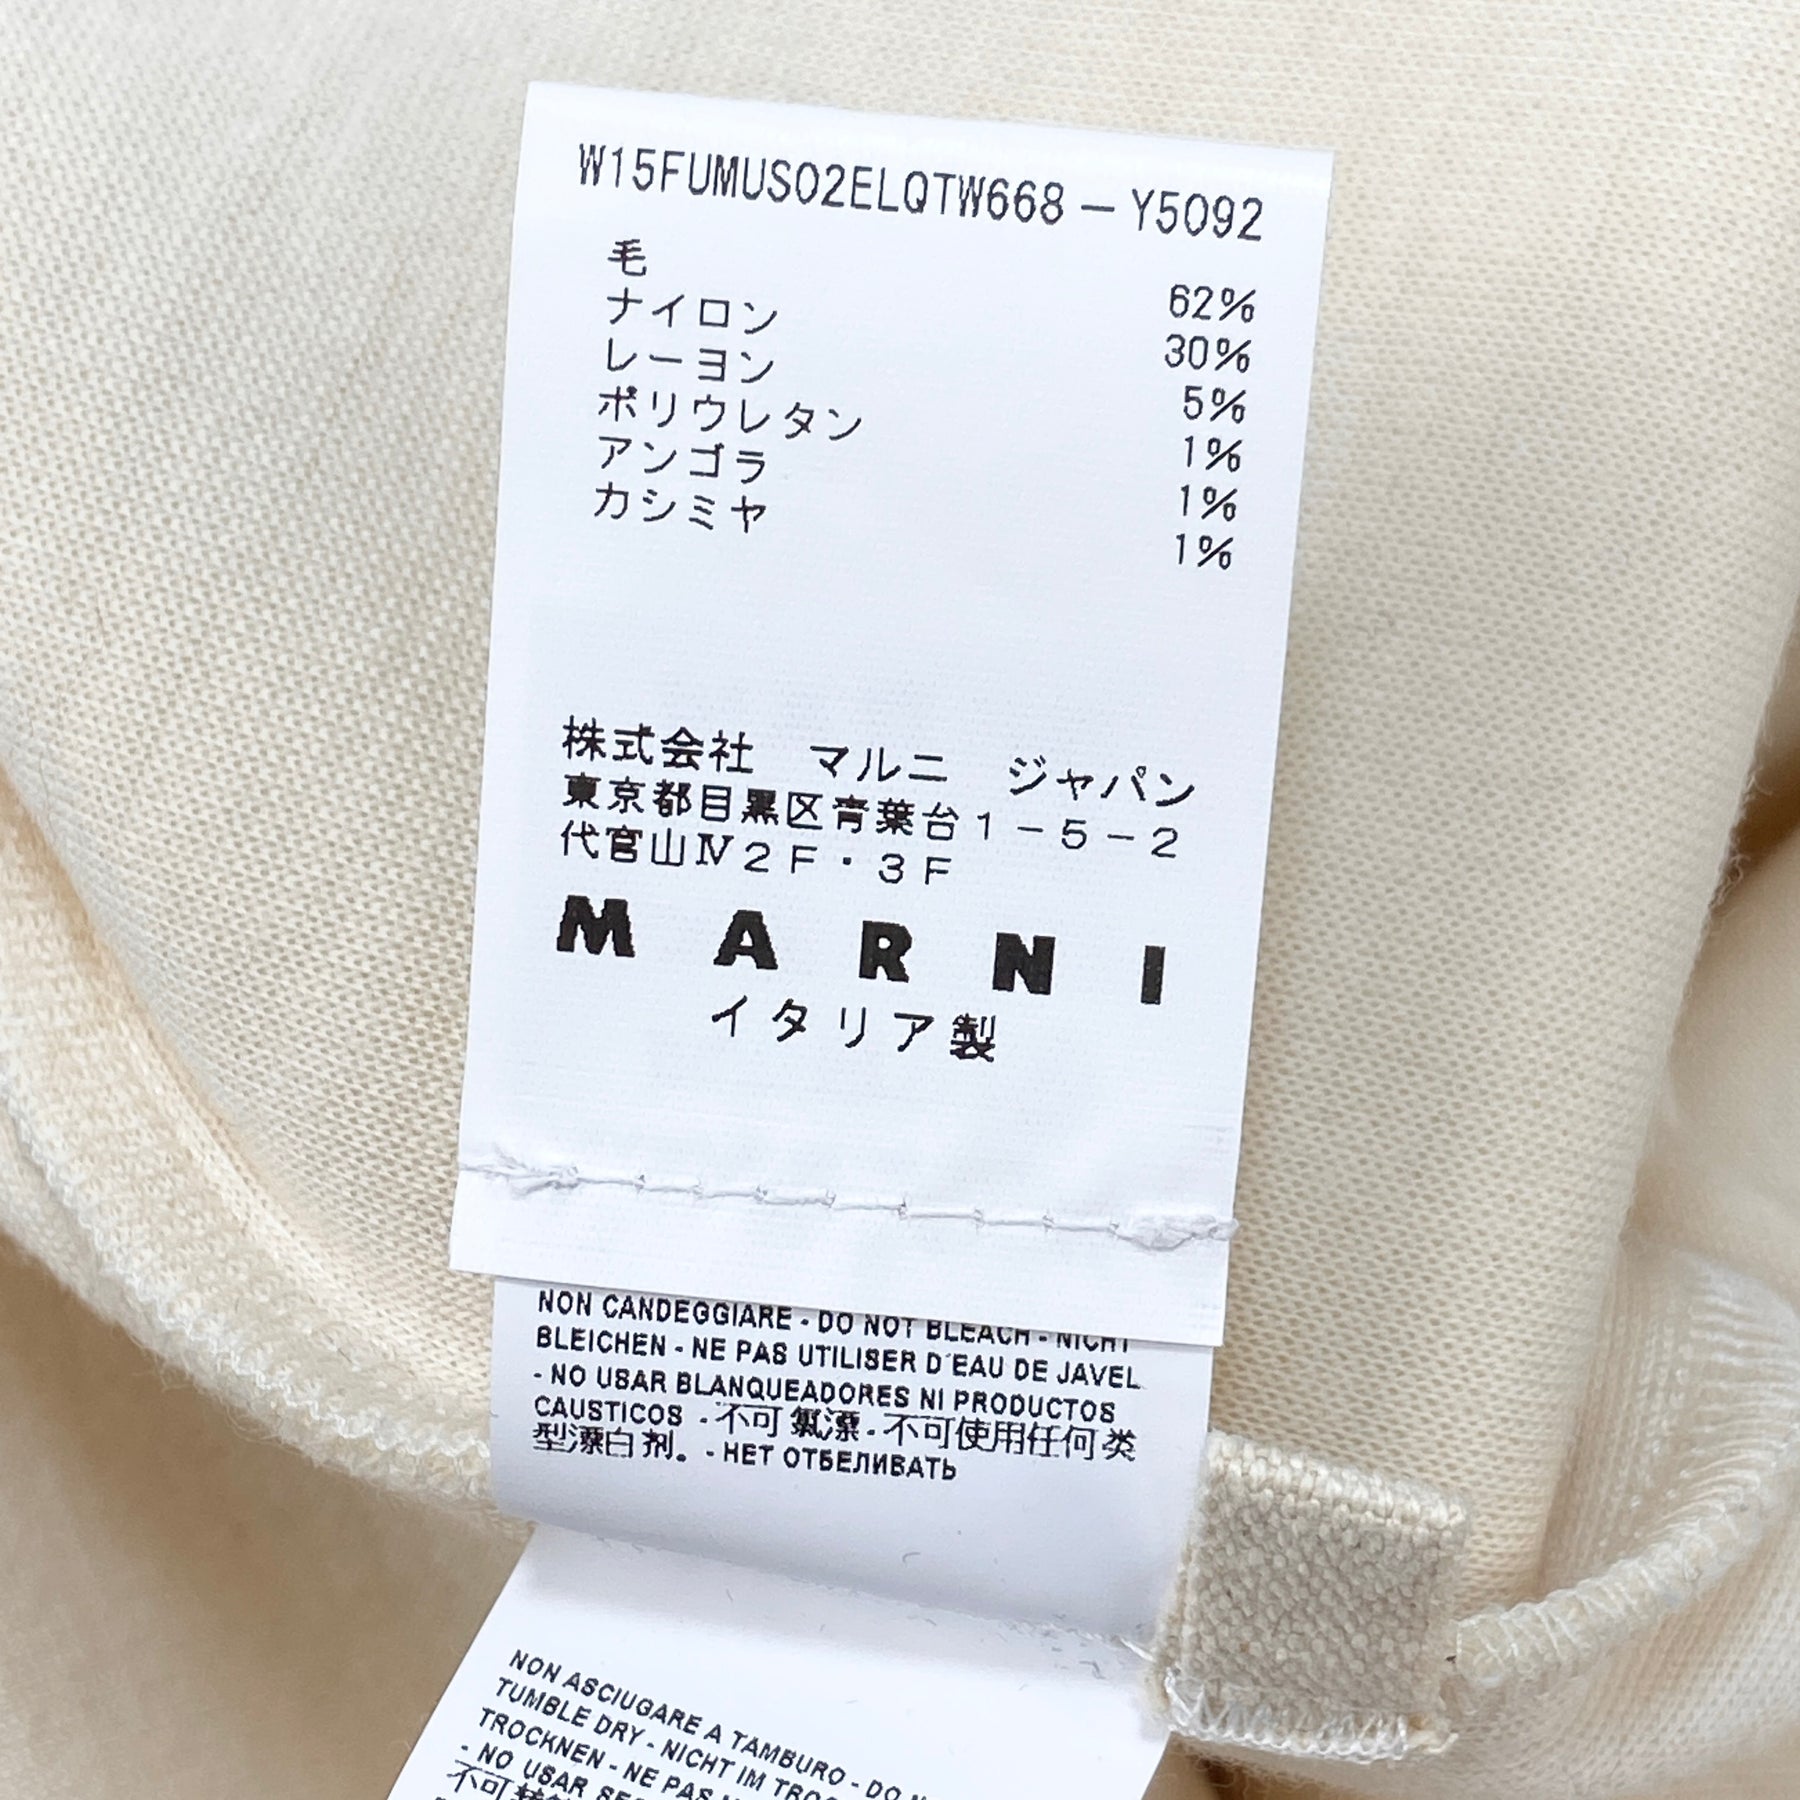 W15FUMUS02ELQTW668 — Y5092
毛 62%
ナイロン 30%
レーヨン 5%
ポリウレタン 1%
アンゴラ 1%
カシミヤ 1%
株式会社 マルニ ジャパン
東京都目黒区青葉台1-5-2
代官山Ⅳ2F・3F
MARNI
イタリア製
NON CANDEGGIARE - DO NOT BLEACH - NICHT
BLEICHEN - NE PAS UTILISER D'EAU DE JAVEL
- NO USAR BLANQUEADORES NI PRODUCTOS
CAUSTICOS - 不可氯漂 - 不可使用任何类
型漂白剂。 - НЕТ ОТБЕЛИВАТЬ
NON ASCIUGARE A TAMBURO - DO
TUMBLE DRY - NICHT IM
TROCKNEN - NE PAS
- NO USAR
不可转